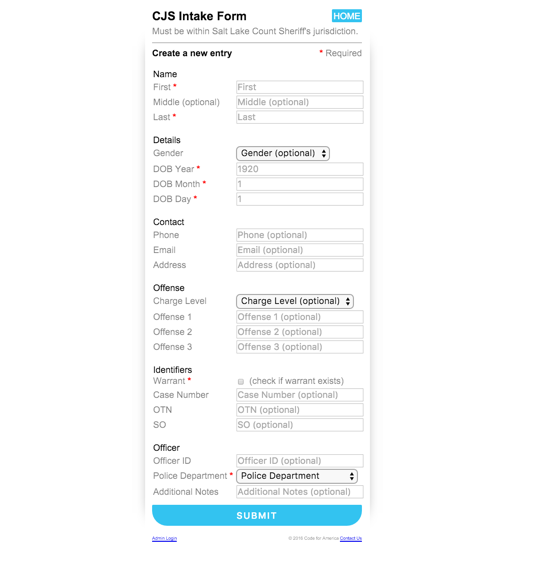 CJS Intake Form HOME
Must be within Salt Lake Count Sheriff's jurisdiction.
Create a new entry * Required
Name
First * First
Middle (optional) Middle (optional)
Last * Last
Details
Gender Gender (optional)
DOB Year * 1920
DOB Month * 1
DOB Day * 1
Contact
Phone Phone (optional)
Email Email (optional)
Address Address (optional)
Offense
Charge Level Charge Level (optional)
Offense 1 Offense 1 (optional)
Offense 2 Offense 2 (optional)
Offense 3 Offense 3 (optional)
Identifiers
Warrant * (check if warrant exists)
Case Number Case Number (optional)
OTN OTN (optional)
SO SO (optional)
Officer
Officer ID Officer ID (optional)
Police Department * Police Department
Additional Notes Additional Notes (optional)
SUBMIT
Admin Login © 2016 Code for America Contact Us